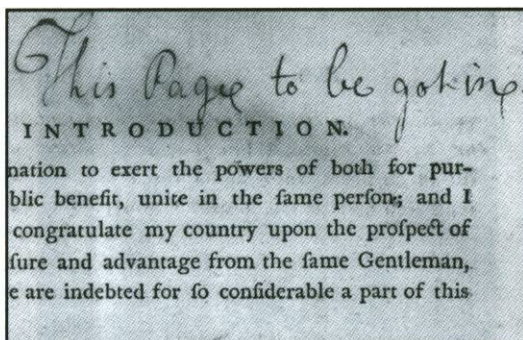 This Page to be got in
INTRODUCTION.
nation to exert the powers of both for pur-
blic benefit, unite in the ſame perſon; and I
congratulate my country upon the proſpect of
ſure and advantage from the ſame Gentleman,
e are indebted for ſo conſiderable a part of this